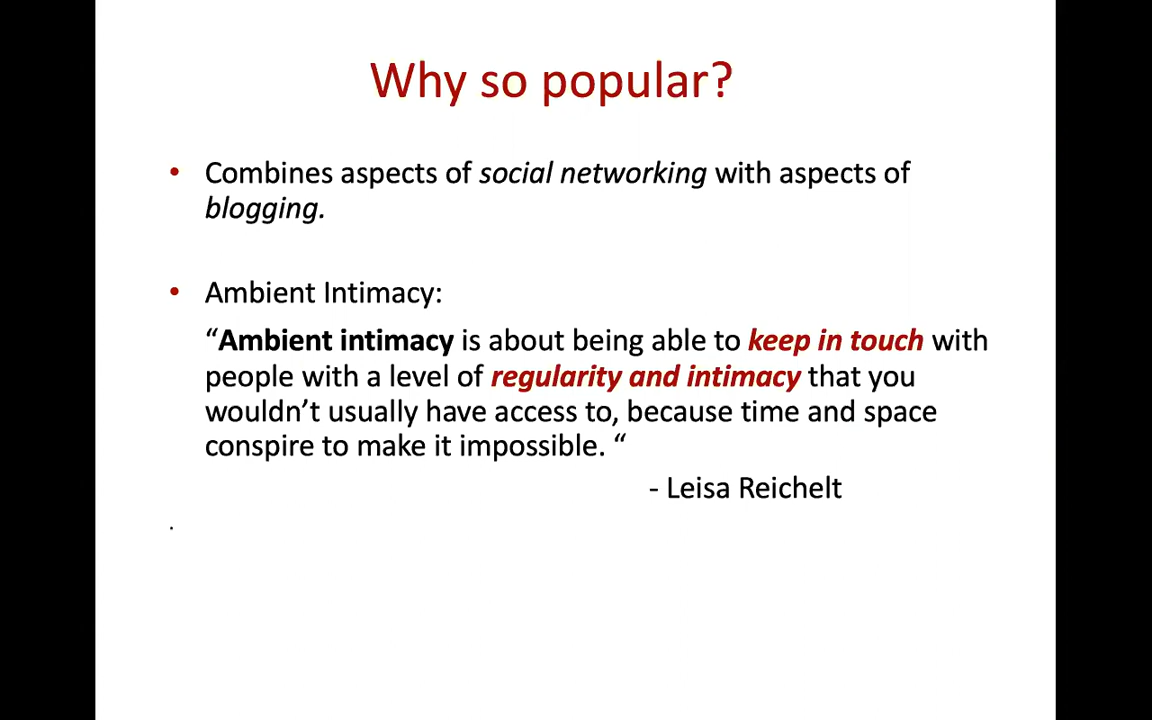 Why so popular?
• Combines aspects of social networking with aspects of
blogging.
• Ambient Intimacy:
“Ambient intimacy is about being able to keep in touch with
people with a level of regularity and intimacy that you
wouldn’t usually have access to, because time and space
conspire to make it impossible. “
- Leisa Reichelt
.